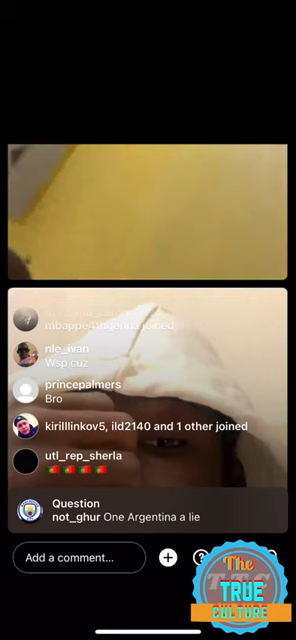 mbappe4thgenna joined
nle_ivan
Wsp cuz
princepalmers
Bro
kirilllinkov5, ild2140 and 1 other joined
utl_rep_sherla
🇵🇹 🇵🇹 🇵🇹 🇵🇹
Question
not_ghur One Argentina a lie
Add a comment...
The
T.T.C
TRUE
CULTURE